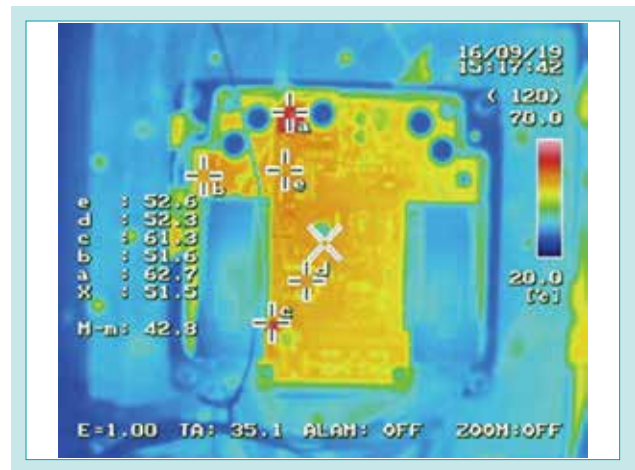 16/09/19
15:17:42
( 120)
70.0
a
b
e
e : 52.6
d : 52.3
c : 61.3
b : 51.6
a : 62.7
X : 51.5
d
20.0
[°c]
c
M-m: 42.8
E=1.00 TA: 35.1 ALAM: OFF ZOOM:OFF